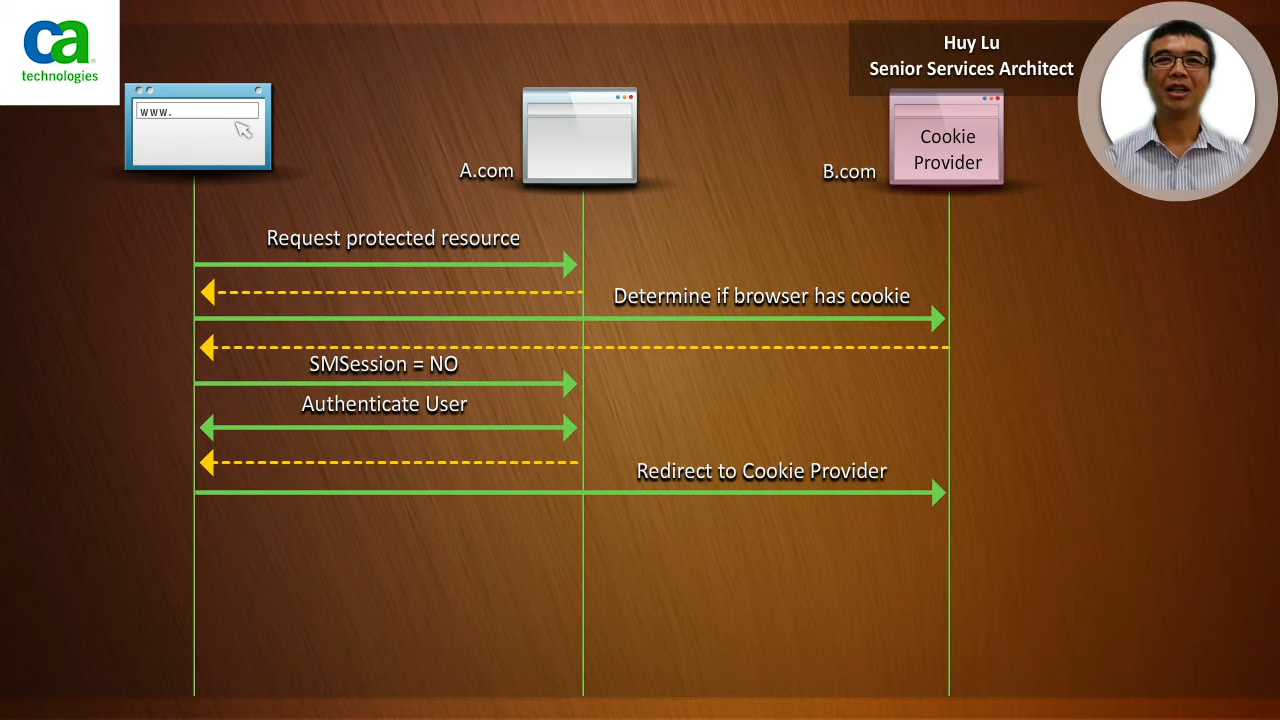 ca
technologies
Huy Lu
Senior Services Architect
www.
A.com
B.com
Cookie
Provider
Request protected resource
Determine if browser has cookie
SMSession = NO
Authenticate User
Redirect to Cookie Provider